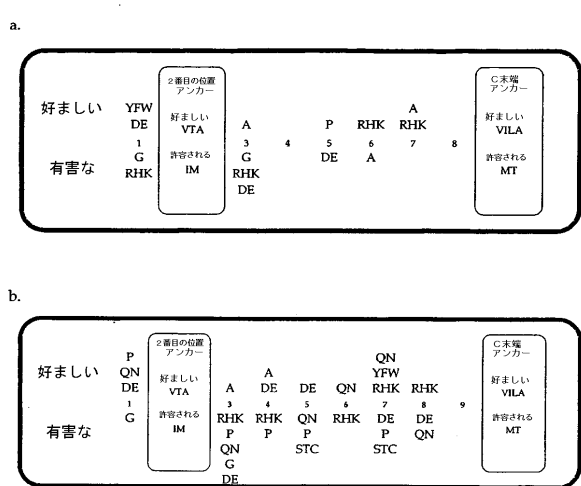 a.
２番目の位置
アンカー
Ｃ末端
アンカー
好ましい YFW 好ましい A 好ましい
DE VTA A P RHK RHK VILA
1 3 4 5 6 7 8
有害な G 許容される G DE A 許容される
RHK IM RHK MT
DE
b.
２番目の位置
アンカー
Ｃ末端
アンカー
P QN
好ましい QN 好ましい A YFW 好ましい
DE VTA A DE DE QN RHK RHK VILA
1 3 4 5 6 7 8 9
有害な G 許容される RHK RHK QN RHK DE DE 許容される
IM P P P P QN MT
QN STC STC
G
DE